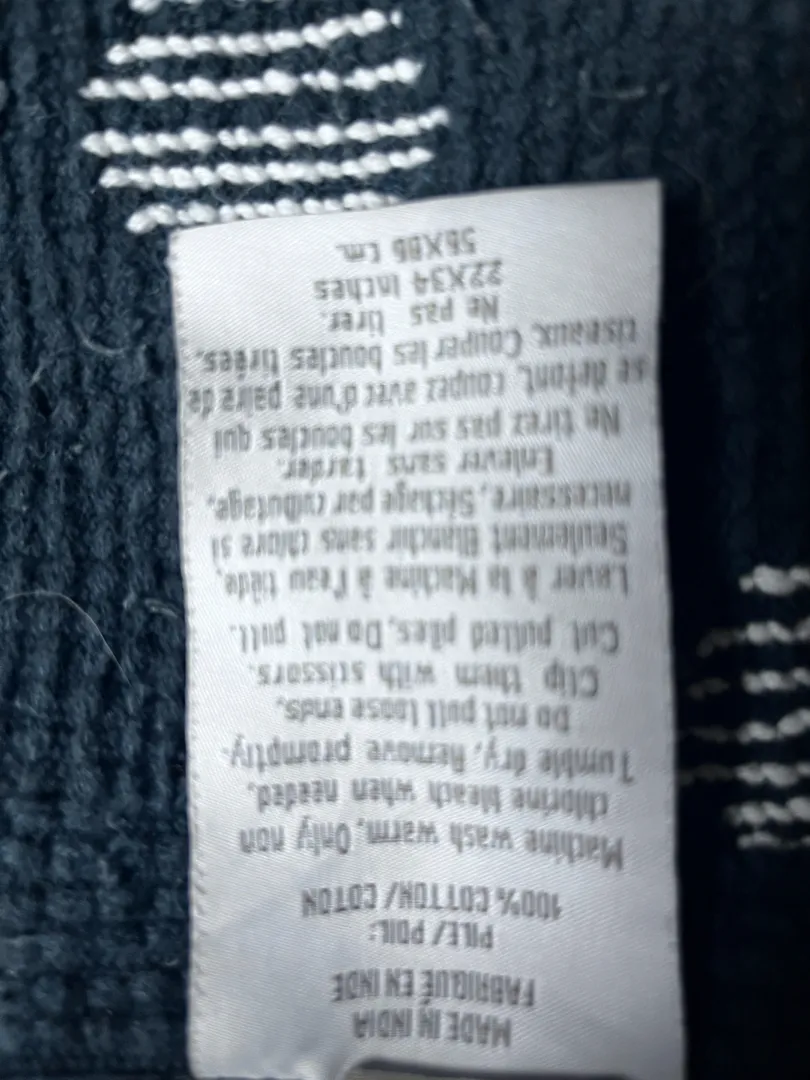 MADE IN INDIA
FABRIQUÉ EN INDE
PILE/ POIL:
100% COTTON/ COTON
Machine wash warm, Only non
chlorine bleach when needed,
Tumble dry, Remove promptly.
Do not pull loose ends,
Clip them with scissors.
Cut pulled piles, Do not pull.
Laver à la Machine à l'eau tiède,
Seulement Blanchir sans chlore si
nécessaire, Séchage par culbutage,
Enlever sans tarder.
Ne tirez pas sur les boucles qui
se defont, coupez avec d'une paire de
ciseaux. Couper les boucles tirées.
Ne pas tirer.
22X34 Inches
56X86 Cm.